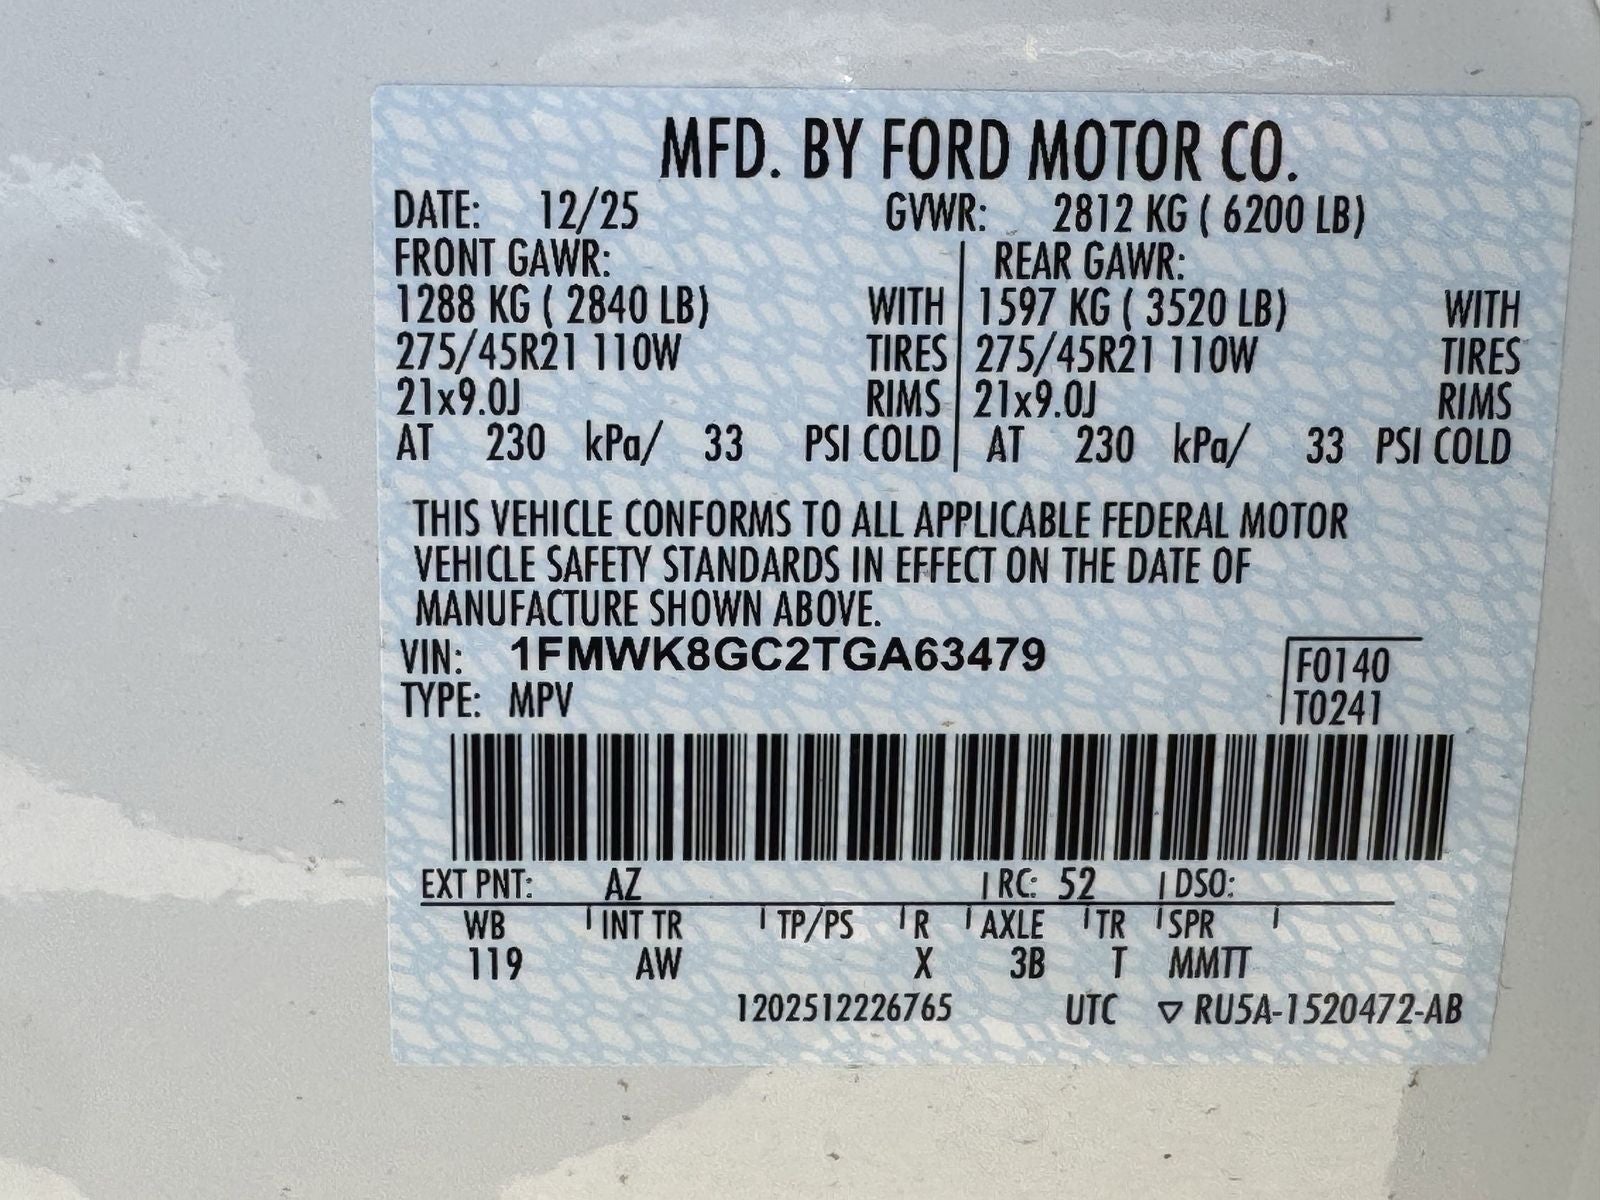 MFD. BY FORD MOTOR CO.
DATE: 12/25 GVWR: 2812 KG ( 6200 LB)
FRONT GAWR: REAR GAWR:
1288 KG ( 2840 LB) WITH 1597 KG ( 3520 LB) WITH
275/45R21 110W TIRES 275/45R21 110W TIRES
21x9.0J RIMS 21x9.0J RIMS
AT 230 kPa/ 33 PSI COLD AT 230 kPa/ 33 PSI COLD
THIS VEHICLE CONFORMS TO ALL APPLICABLE FEDERAL MOTOR
VEHICLE SAFETY STANDARDS IN EFFECT ON THE DATE OF
MANUFACTURE SHOWN ABOVE.
VIN: 1FMWK8GC2TGA63479 F0140
TYPE: MPV T0241
EXT PNT: AZ RC: 52 DSO:
WB INT TR TP/PS R AXLE TR SPR
119 AW X 3B T MMTT
1202512226765 UTC ▽ RU5A-1520472-AB